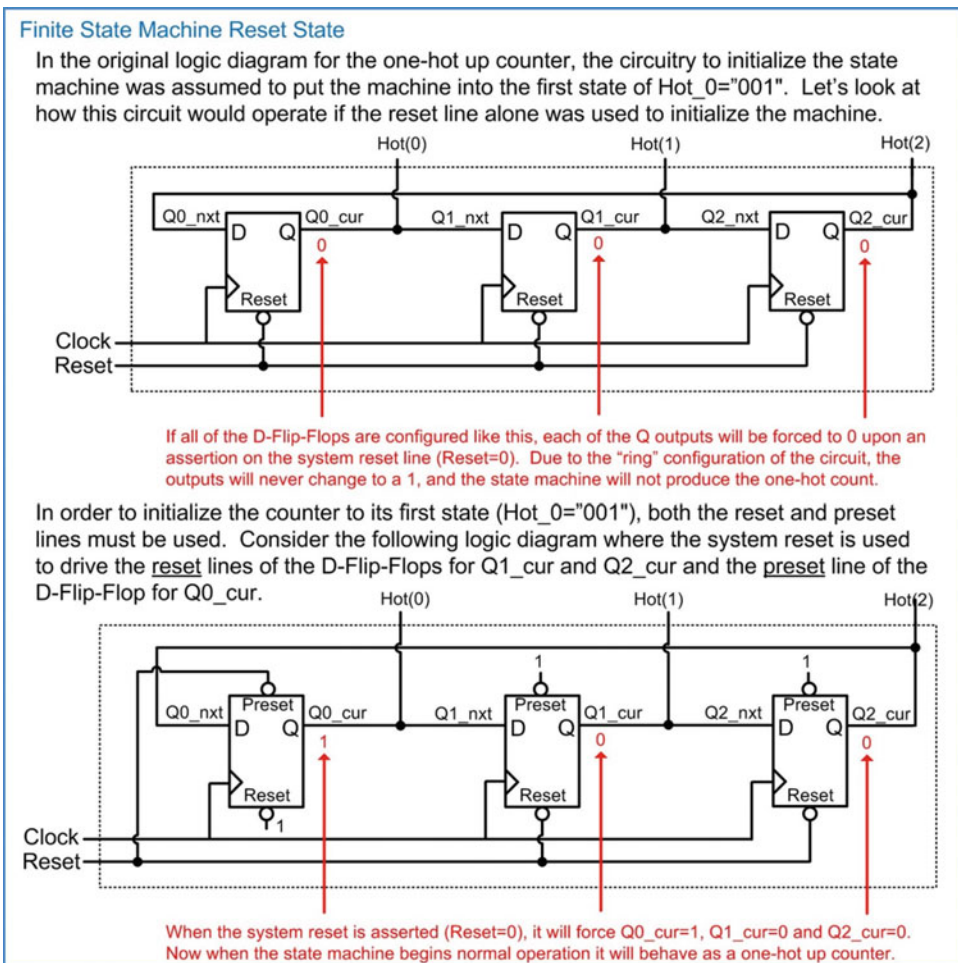 Finite State Machine Reset State
In the original logic diagram for the one-hot up counter, the circuitry to initialize the state
machine was assumed to put the machine into the first state of Hot_0=”001". Let’s look at
how this circuit would operate if the reset line alone was used to initialize the machine.
Hot(0) Hot(1) Hot(2)
Q0_nxt Q0_cur Q1_nxt Q1_cur Q2_nxt Q2_cur
D Q D Q D Q
0 0 0
Reset Reset Reset
Clock
Reset
If all of the D-Flip-Flops are configured like this, each of the Q outputs will be forced to 0 upon an
assertion on the system reset line (Reset=0). Due to the “ring” configuration of the circuit, the
outputs will never change to a 1, and the state machine will not produce the one-hot count.
In order to initialize the counter to its first state (Hot_0=”001"), both the reset and preset
lines must be used. Consider the following logic diagram where the system reset is used
to drive the reset lines of the D-Flip-Flops for Q1_cur and Q2_cur and the preset line of the
D-Flip-Flop for Q0_cur.
Hot(0) Hot(1) Hot(2)
1 1
Preset Preset Preset
Q0_nxt Q0_cur Q1_nxt Q1_cur Q2_nxt Q2_cur
D Q D Q D Q
1 0 0
Reset Reset Reset
1
Clock
Reset
When the system reset is asserted (Reset=0), it will force Q0_cur=1, Q1_cur=0 and Q2_cur=0.
Now when the state machine begins normal operation it will behave as a one-hot up counter.